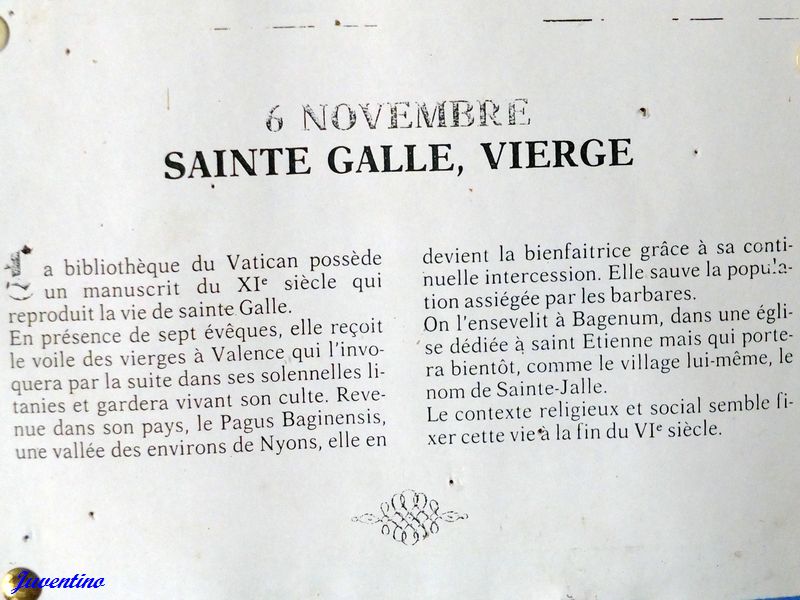 6 NOVEMBRE
SAINTE GALLE, VIERGE
La bibliothèque du Vatican possède
un manuscrit du XIe siècle qui
reproduit la vie de sainte Galle.
En présence de sept évêques, elle reçoit
le voile des vierges à Valence qui l'invo-
quera par la suite dans ses solennelles li-
tanies et gardera vivant son culte. Reve-
nue dans son pays, le Pagus Baginensis,
une vallée des environs de Nyons, elle en
devient la bienfaitrice grâce à sa conti-
nuelle intercession. Elle sauve la popula-
tion assiégée par les barbares.
On l'ensevelit à Bagenum, dans une égli-
se dédiée à saint Etienne mais qui porte-
ra bientôt, comme le village lui-même, le
nom de Sainte-Jalle.
Le contexte religieux et social semble fi-
xer cette vie à la fin du VIe siècle.
Juventino